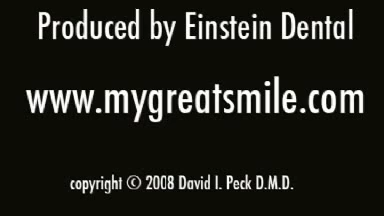 Produced by Einstein Dental
www.mygreatsmile.com
copyright © 2008 David I. Peck D.M.D.